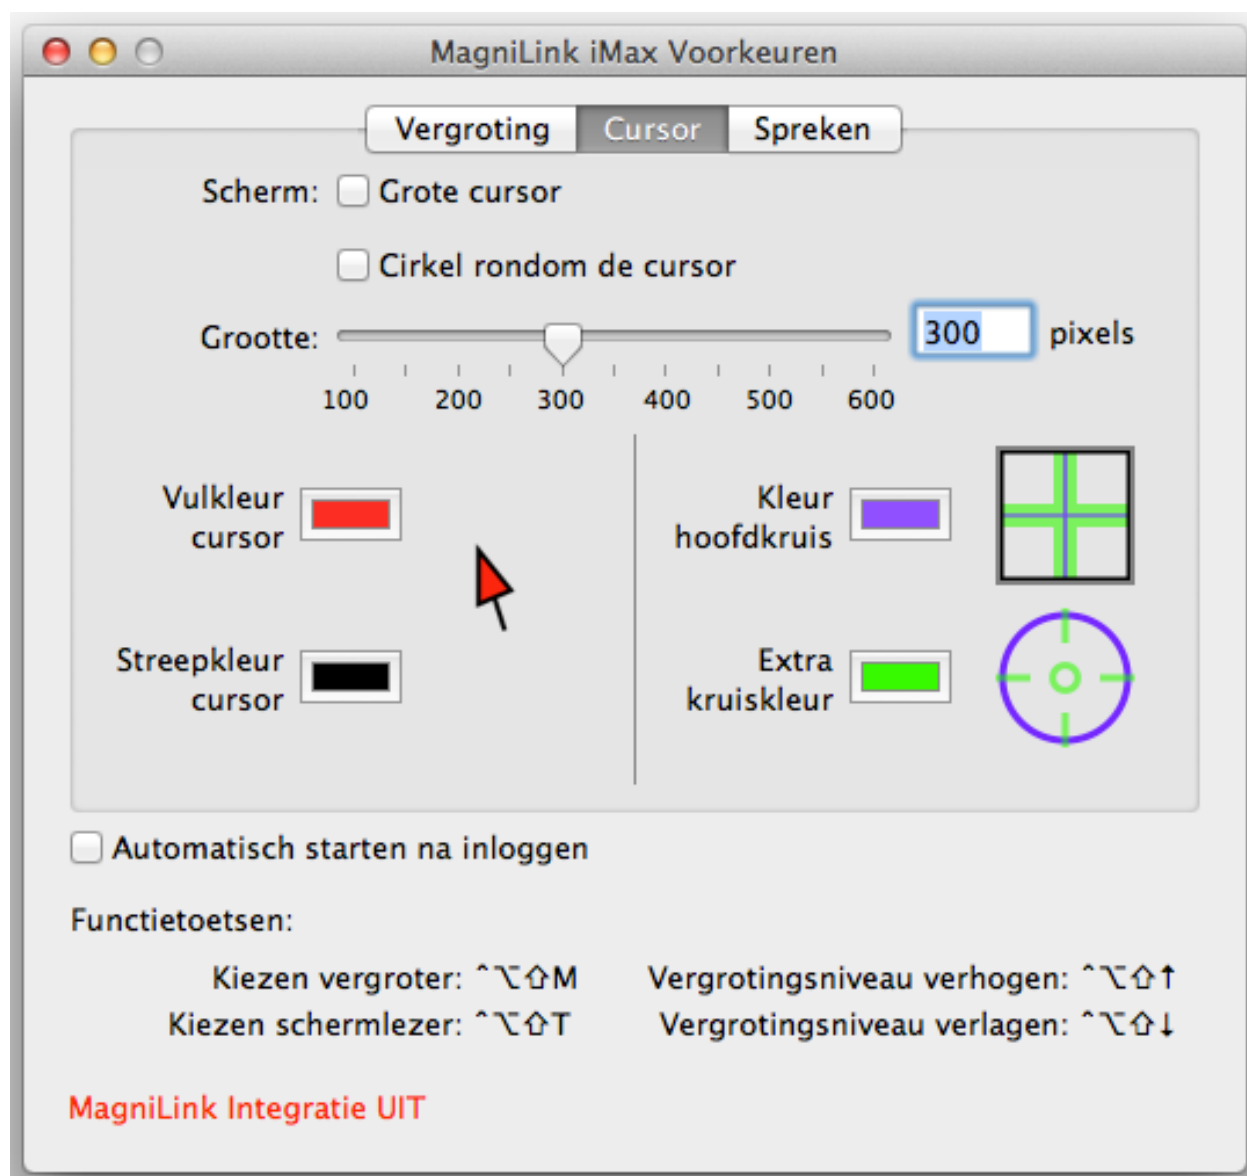 MagniLink iMax Voorkeuren
Vergroting Cursor Spreken
Scherm: Grote cursor
Cirkel rondom de cursor
Grootte: 300 pixels
100 200 300 400 500 600
Vulkleur
cursor
Kleur
hoofdkruis
Streepkleur
cursor
Extra
kruiskleur
Automatisch starten na inloggen
Functietoetsen:
Kiezen vergroter: ⌃⌥⇧M Vergrotingsniveau verhogen: ⌃⌥⇧↑
Kiezen schermlezer: ⌃⌥⇧T Vergrotingsniveau verlagen: ⌃⌥⇧↓
MagniLink Integratie UIT